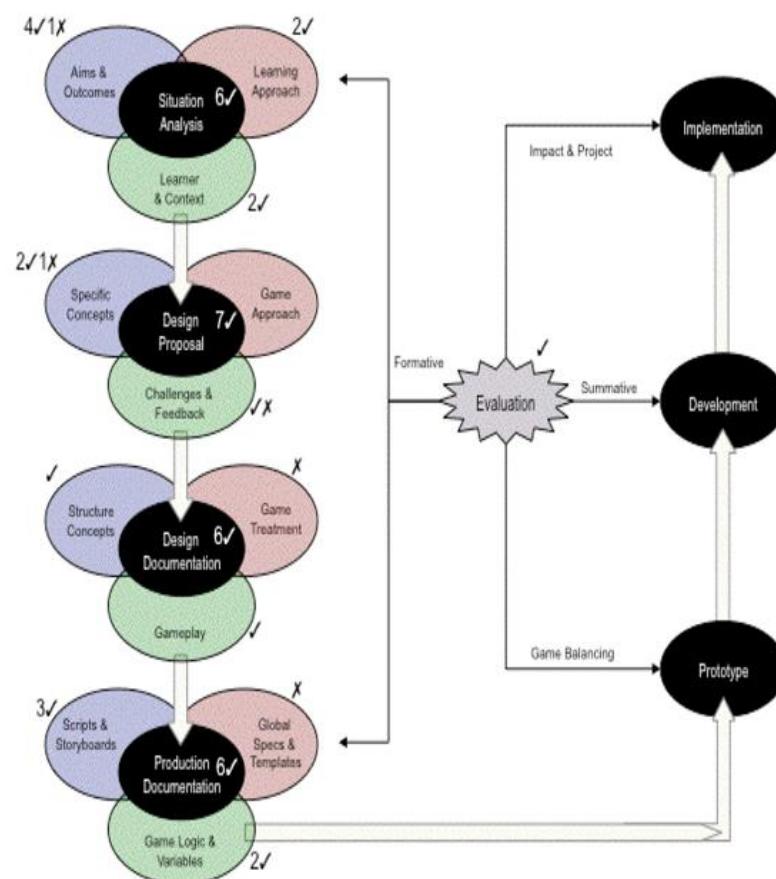 4✓1✗
2✓
Aims &
Outcomes
Learning
Approach
6✓
Situation
Analysis
Learner
& Context
2✓
2✓1✗
Specific
Concepts
Game
Approach
7✓
Design
Proposal
Challenges &
Feedback
✓✗
✓
✗
Structure
Concepts
Game
Treatment
6✓
Design
Documentation
Gameplay
✓
3✓
✗
Scripts &
Storyboards
Global
Specs &
Templates
6✓
Production
Documentation
Game Logic &
Variables
2✓
Formative
✓
Evaluation
Impact & Project
Summative
Game Balancing
Implementation
Development
Prototype